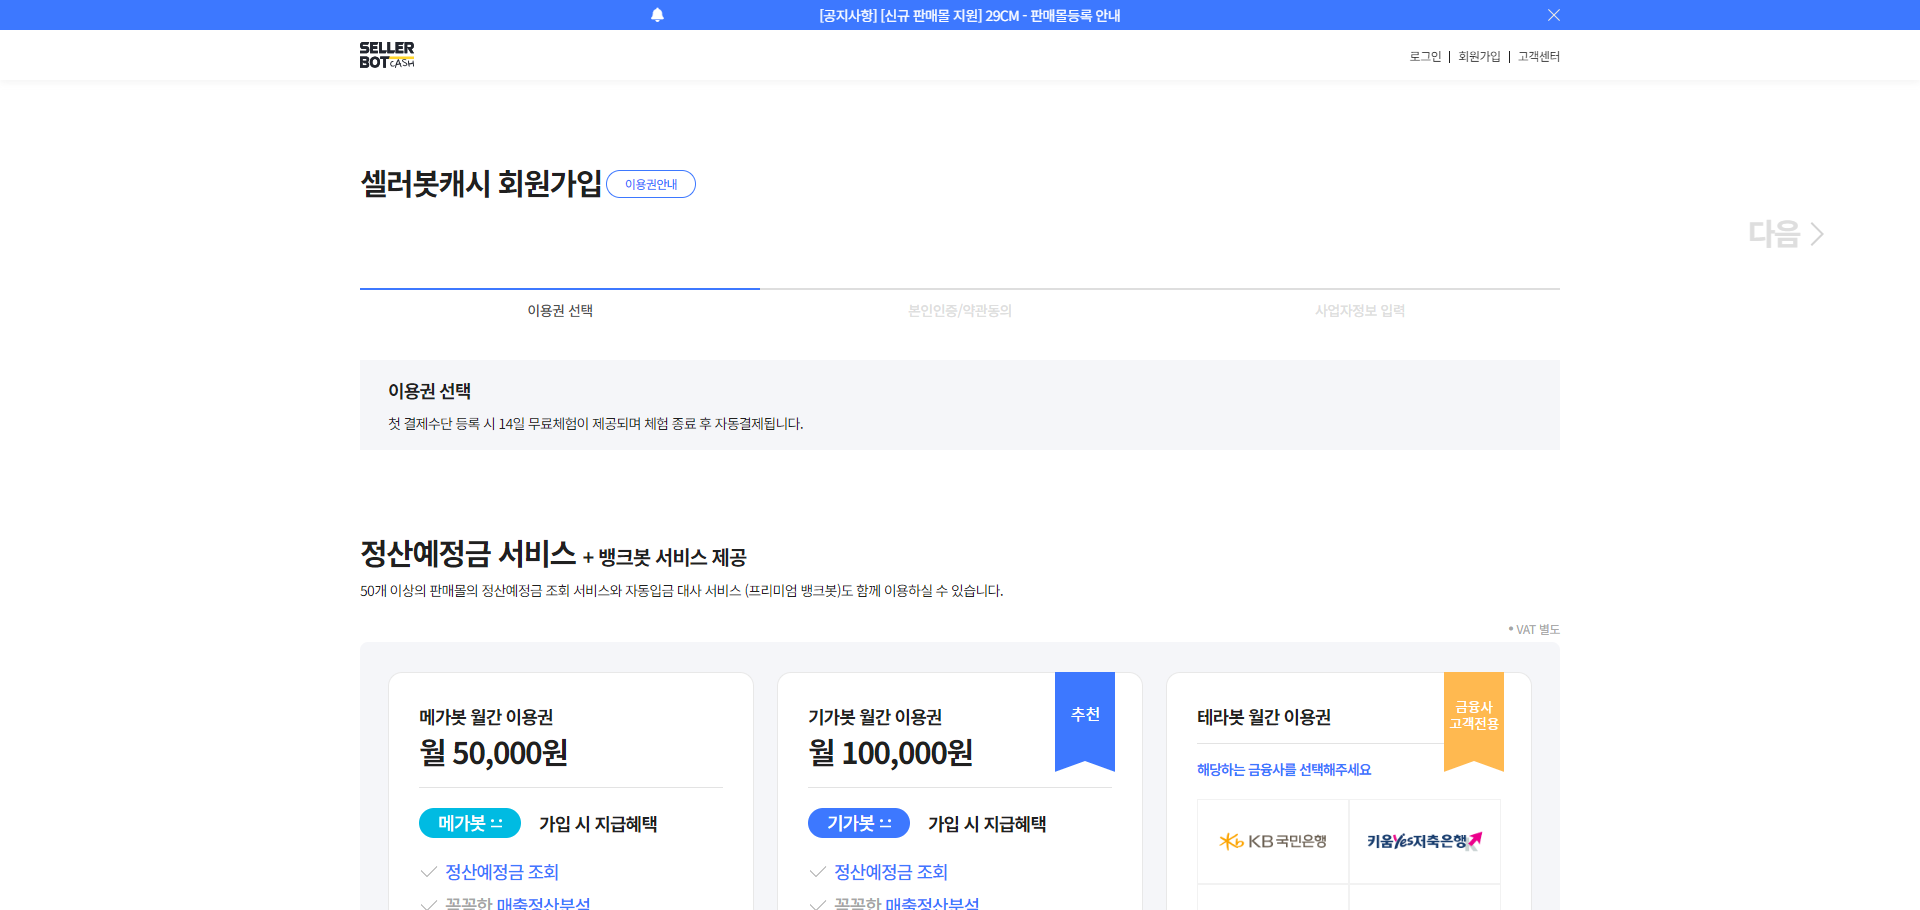 [공지사항] [신규 판매몰 지원] 29CM - 판매몰등록 안내
SELLER
BOT CASH
로그인 | 회원가입 | 고객센터
셀러봇캐시 회원가입 이용권안내
다음
이용권 선택
본인인증/약관동의
사업자정보 입력
이용권 선택
첫 결제수단 등록 시 14일 무료체험이 제공되며 체험 종료 후 자동결제됩니다.
정산예정금 서비스 + 뱅크봇 서비스 제공
50개 이상의 판매몰의 정산예정금 조회 서비스와 자동입금 대사 서비스 (프리미엄 뱅크봇)도 함께 이용하실 수 있습니다.
• VAT 별도
메가봇 월간 이용권
월 50,000원
메가봇 가입 시 지급혜택
정산예정금 조회
꼼꼼한 매출정산분석
추천
기가봇 월간 이용권
월 100,000원
기가봇 가입 시 지급혜택
정산예정금 조회
꼼꼼한 매출정산분석
금융사
고객전용
테라봇 월간 이용권
해당하는 금융사를 선택해주세요
KB 국민은행
키움Yes저축은행